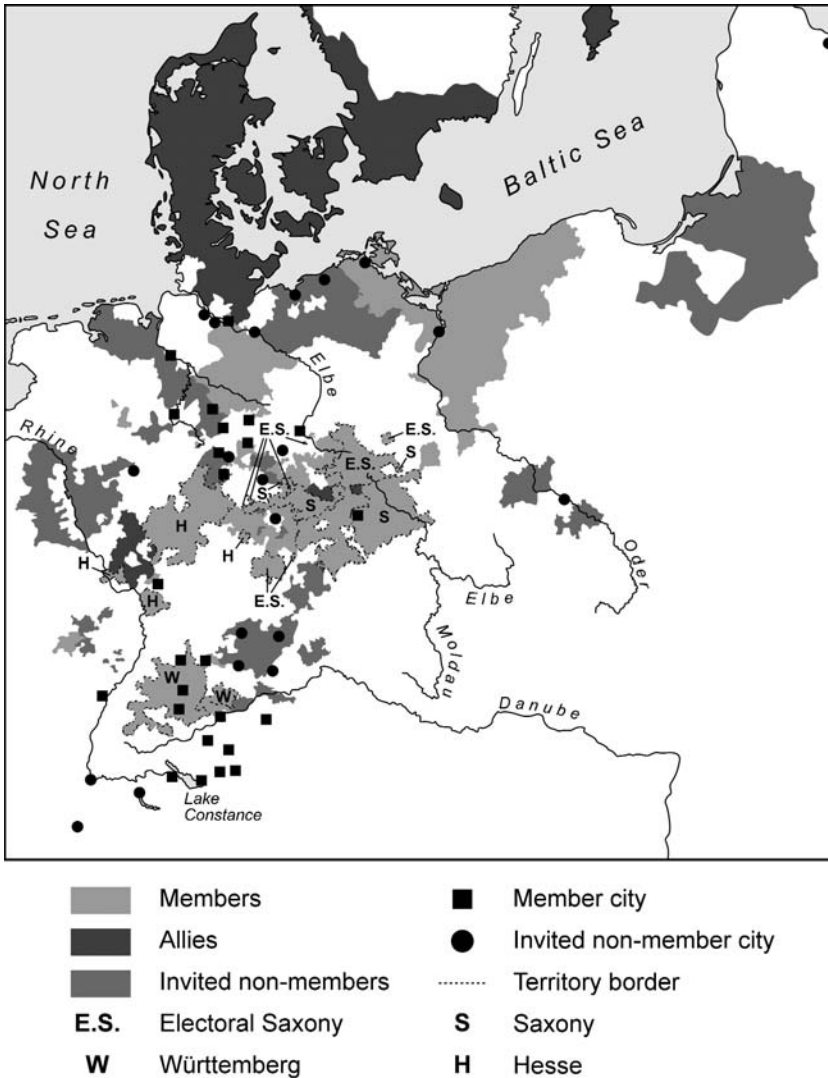 North
Sea
Baltic Sea
Elbe
Rhine
E.S.
E.S.
S
E.S.
S
S
S
H
H
H
H
E.S.
Elbe
Oder
Moldau
W
W
Danube
Lake
Constance
Members
Member city
Allies
Invited non-member city
Invited non-members
Territory border
E.S. Electoral Saxony
S Saxony
W Württemberg
H Hesse